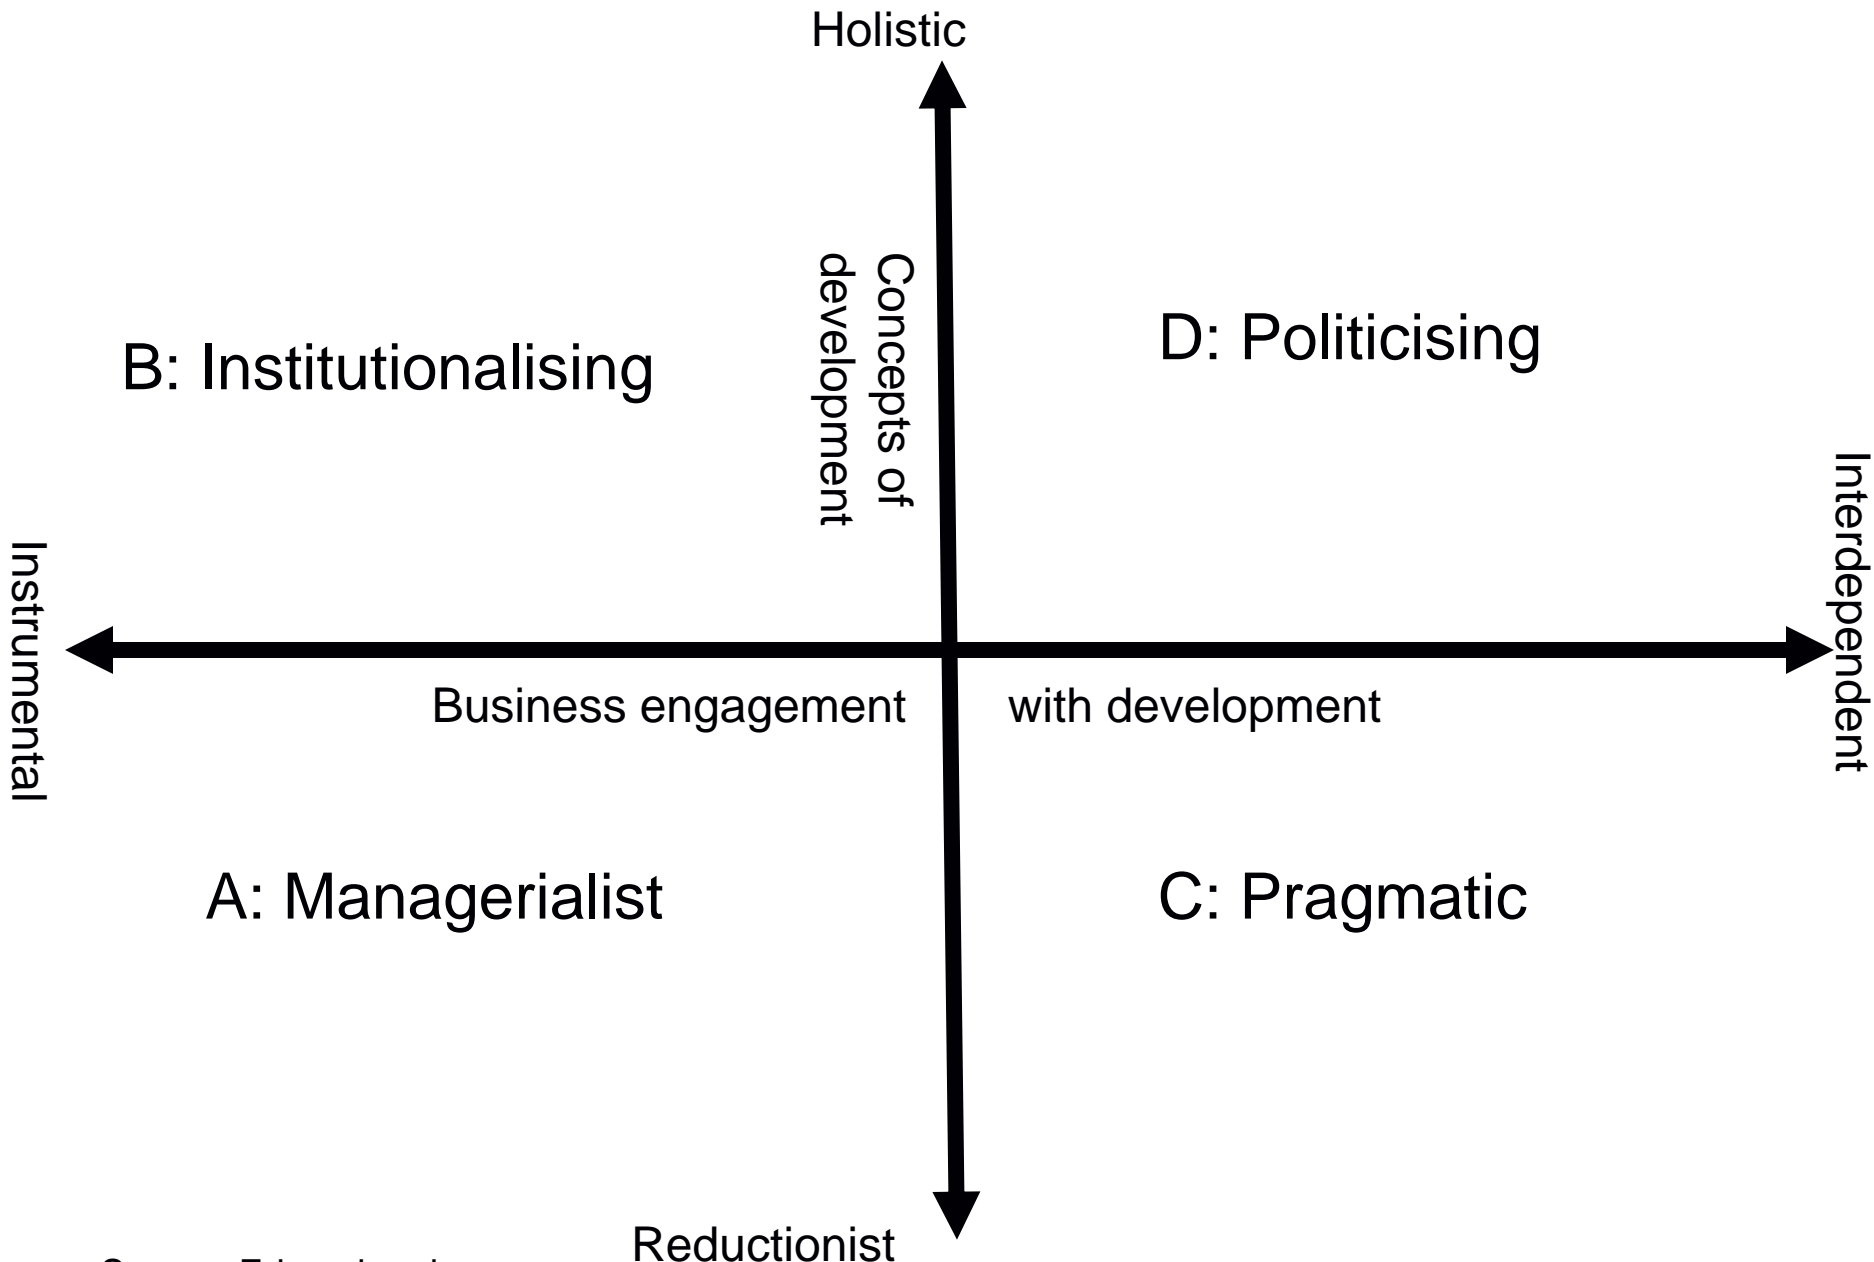 Holistic
Concepts of
development
B: Institutionalising
D: Politicising
Instrumental
Interdependent
Business engagement
with development
A: Managerialist
C: Pragmatic
Reductionist